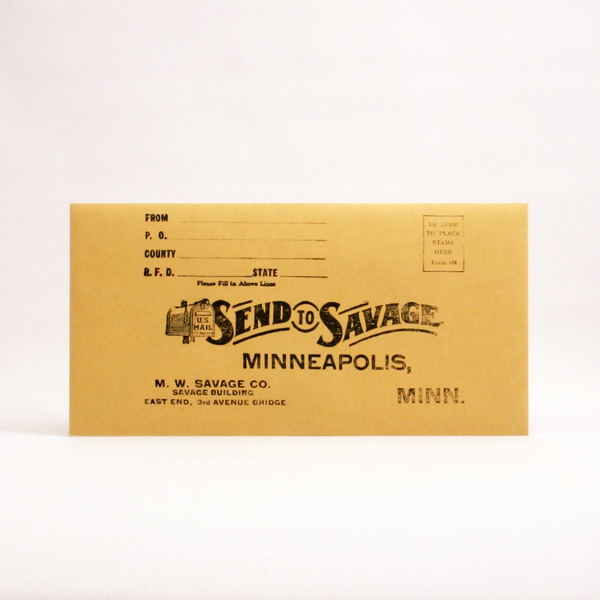 FROM
P. O.
COUNTY
R. F. D. STATE
Please Fill in Above Lines
BE SURE
TO PLACE
STAMP
HERE
Form
U.S.
MAIL
SEND TO SAVAGE
MINNEAPOLIS,
MINN.
M. W. SAVAGE CO.
SAVAGE BUILDING
EAST END, 3rd AVENUE BRIDGE